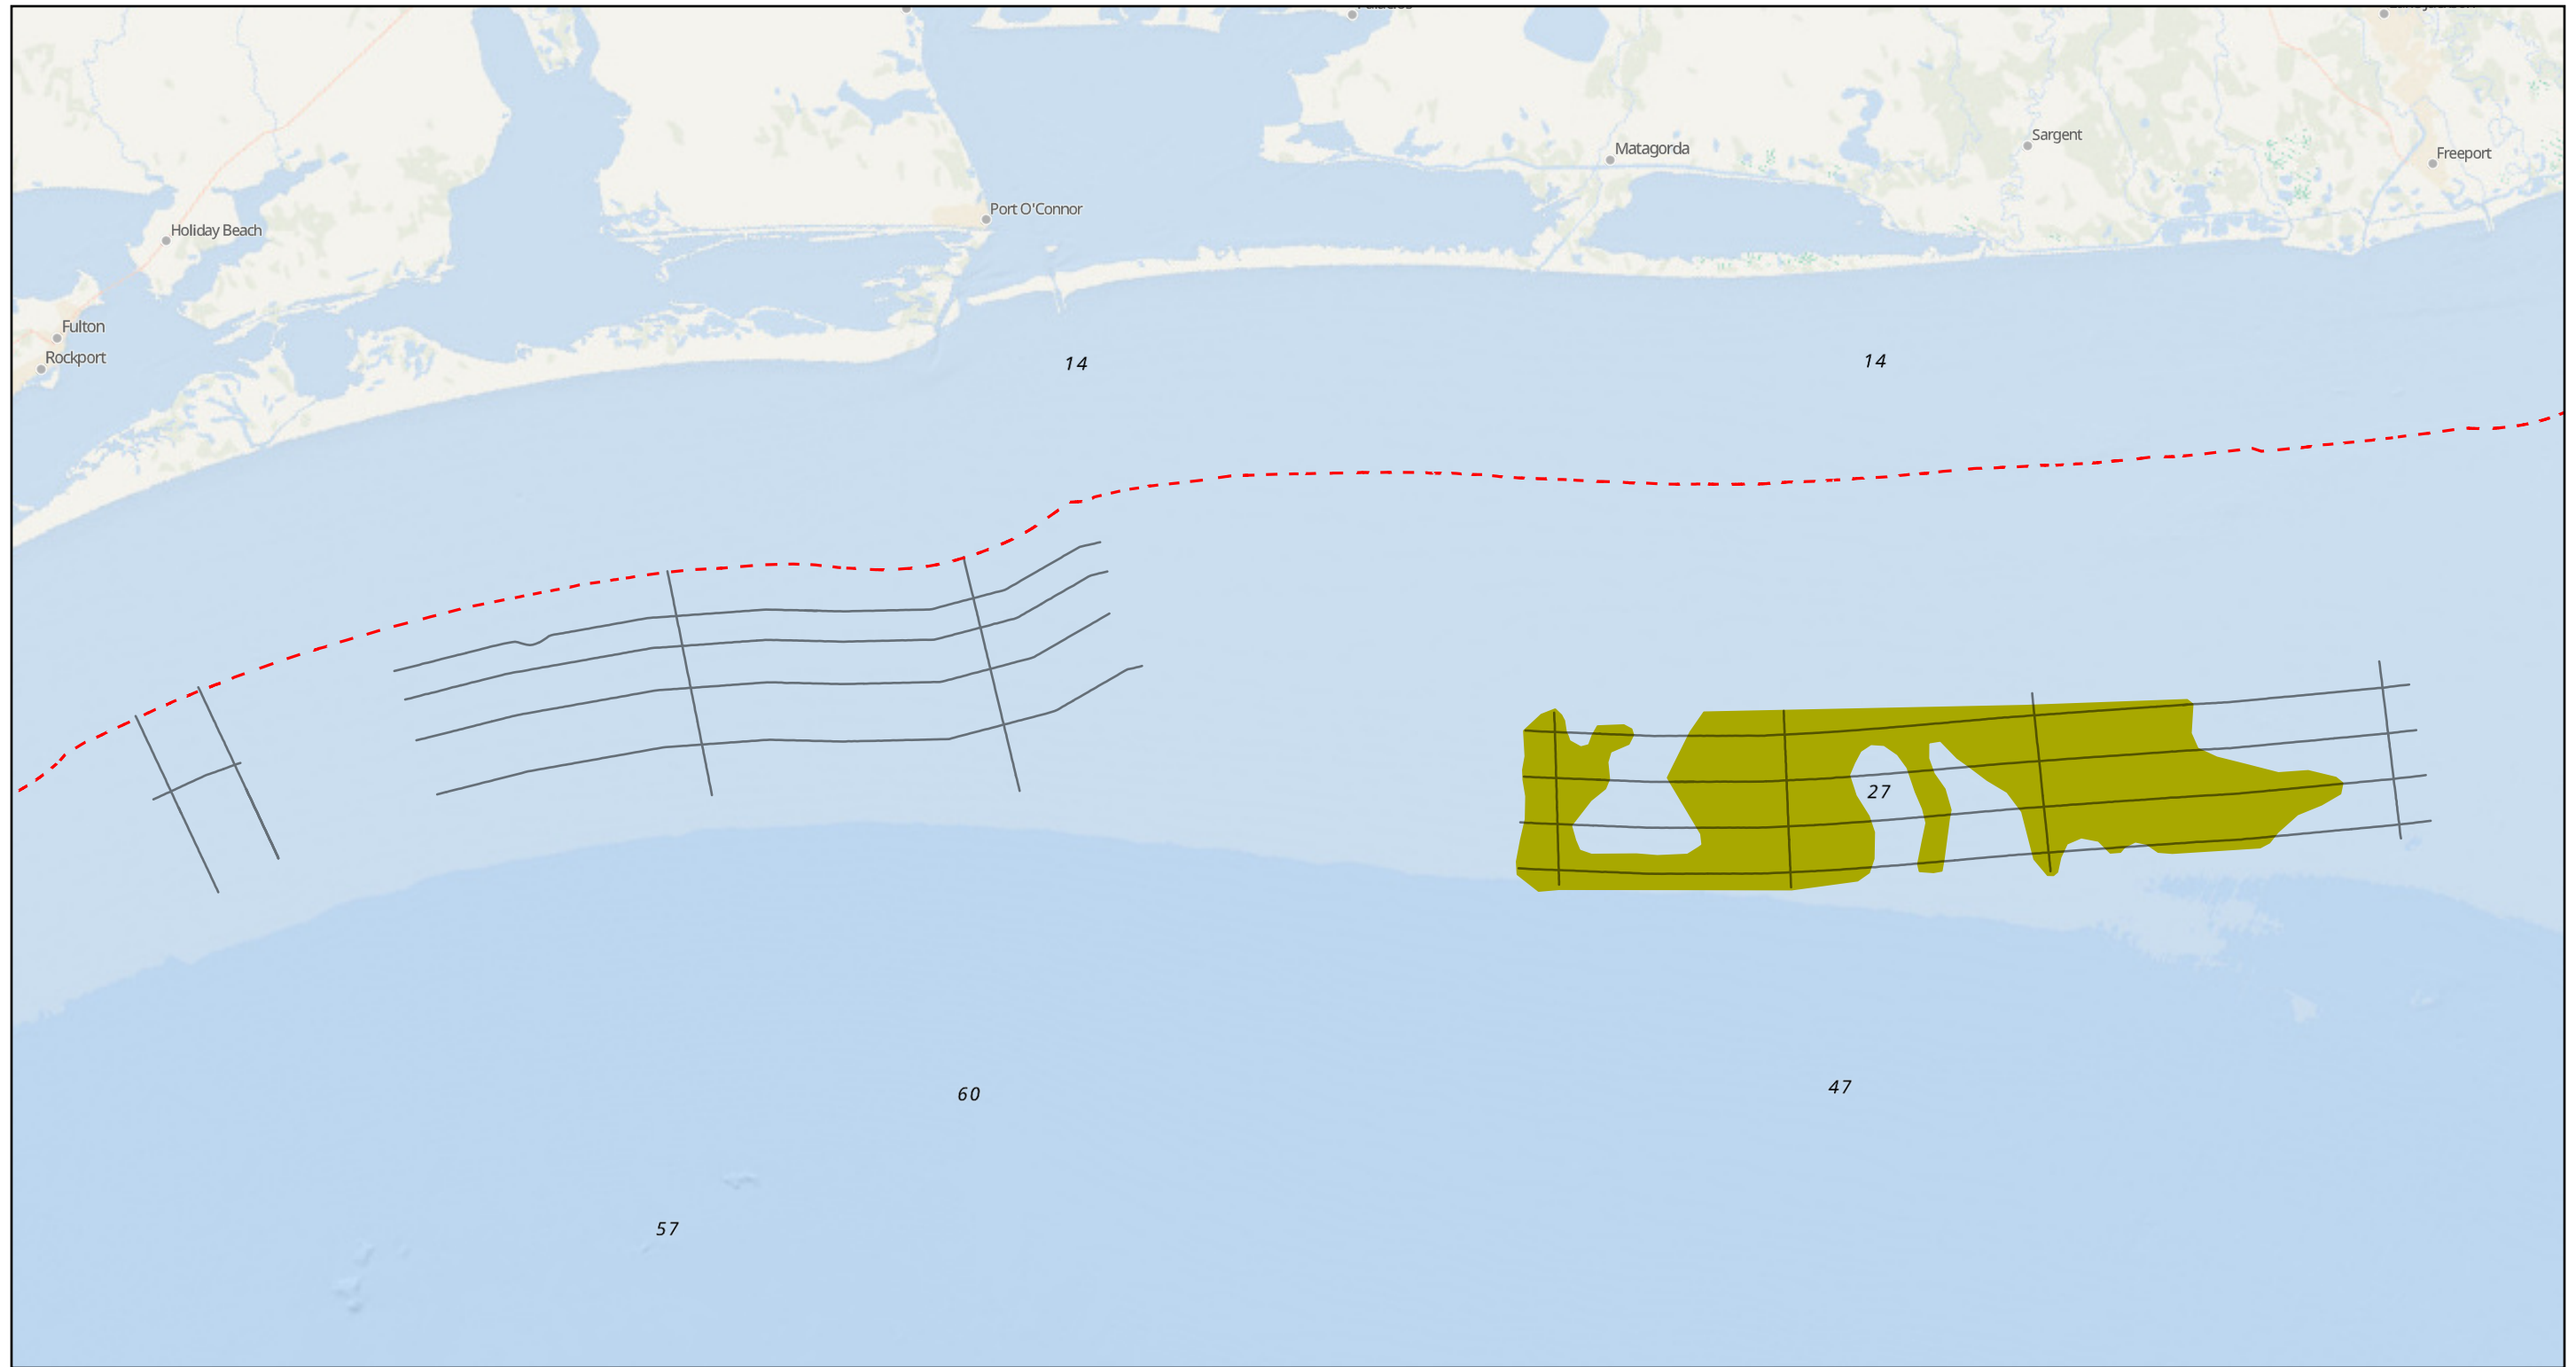 Matagorda
Sargent
Freeport
Port O'Connor
Holiday Beach
Fulton
Rockport
14
14
27
60
47
57